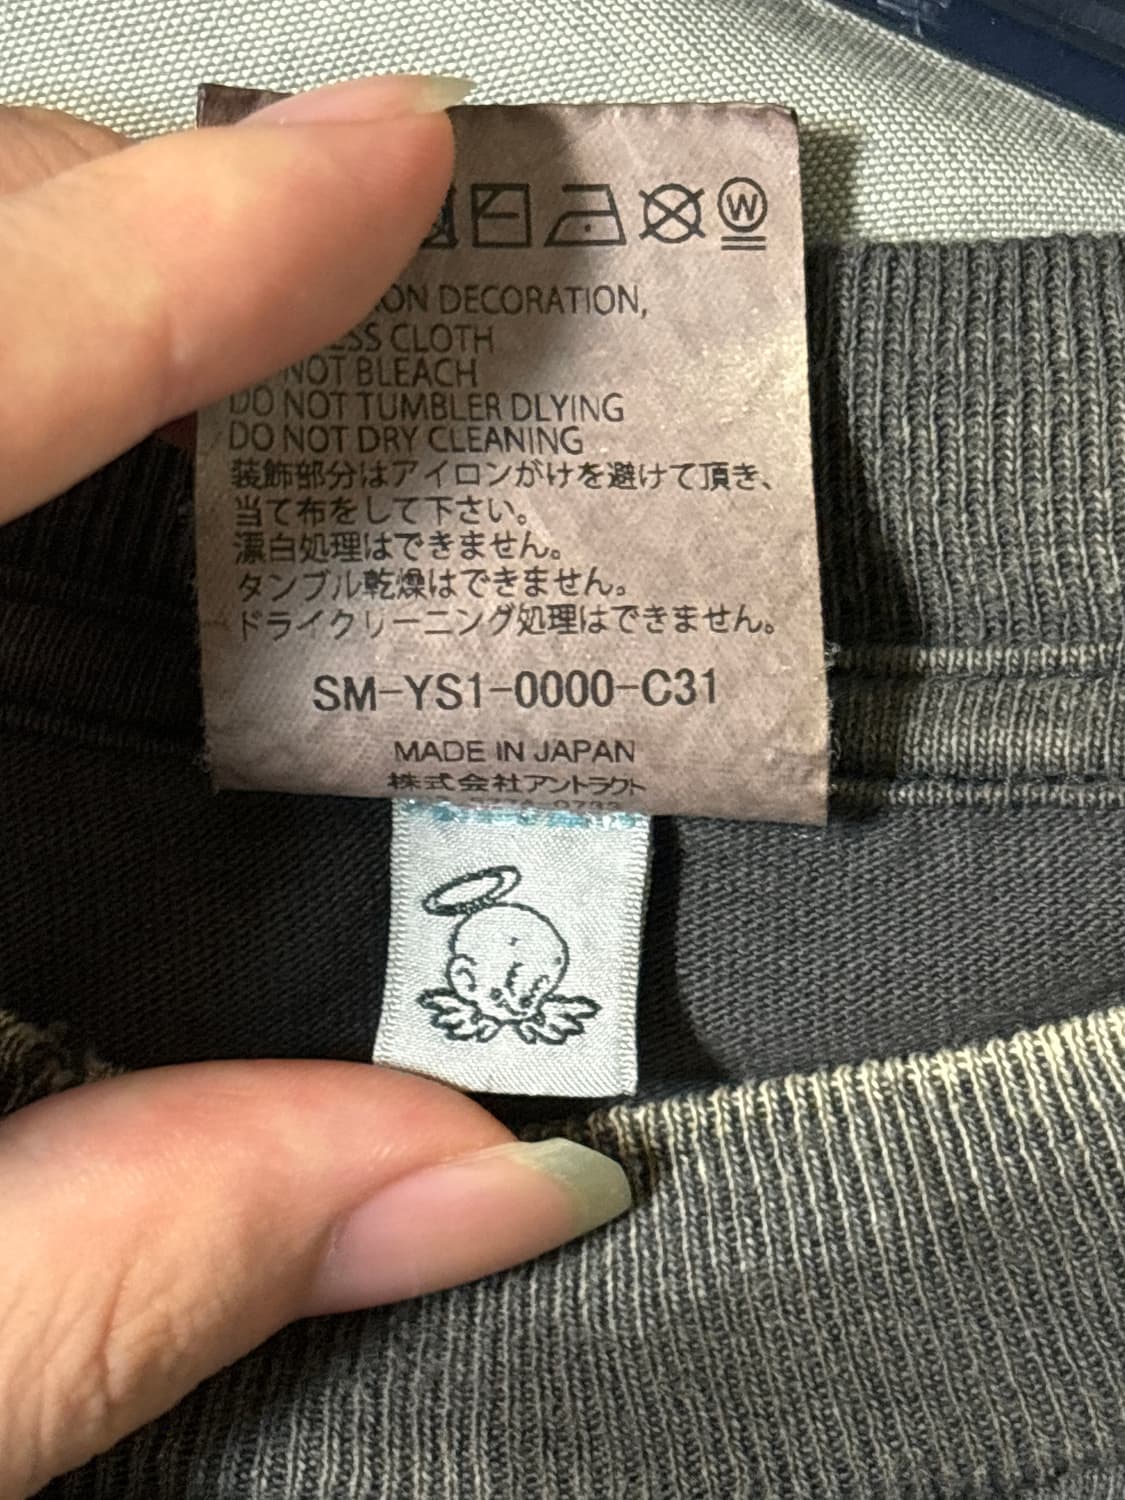 W
DECORATION,
CLOTH
NOT BLEACH
DO NOT TUMBLER DLYING
DO NOT DRY CLEANING
装飾部分はアイロンがけを避けて頂き、
当て布をして下さい。
漂白処理はできません。
タンブル乾燥はできません。
ドライクリーニング処理はできません。
SM-YS1-0000-C31
MADE IN JAPAN
株式会社アントラクト